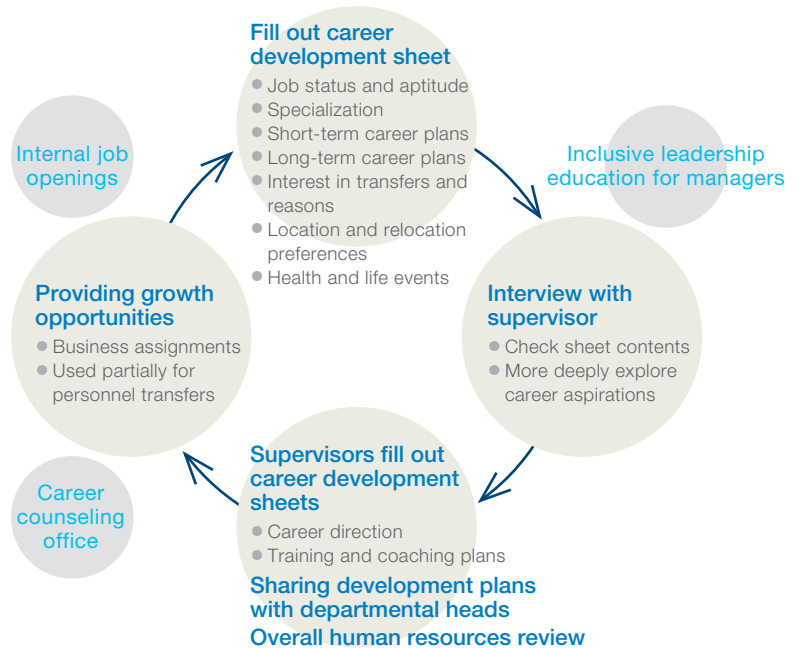 Fill out career
development sheet
● Job status and aptitude
● Specialization
● Short-term career plans
● Long-term career plans
● Interest in transfers and
reasons
● Location and relocation
preferences
● Health and life events
Inclusive leadership
education for managers
Interview with
supervisor
● Check sheet contents
● More deeply explore
career aspirations
Supervisors fill out
career development
sheets
● Career direction
● Training and coaching plans
Sharing development plans
with departmental heads
Overall human resources review
Career
counseling
office
Providing growth
opportunities
● Business assignments
● Used partially for
personnel transfers
Internal job
openings